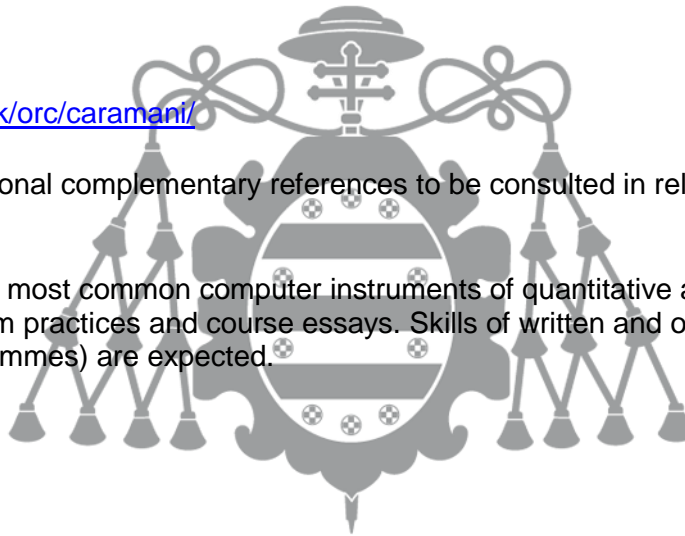 k/orc/caramani/
onal complementary references to be consulted in rel
most common computer instruments of quantitative a
m practices and course essays. Skills of written and o
mmes) are expected.